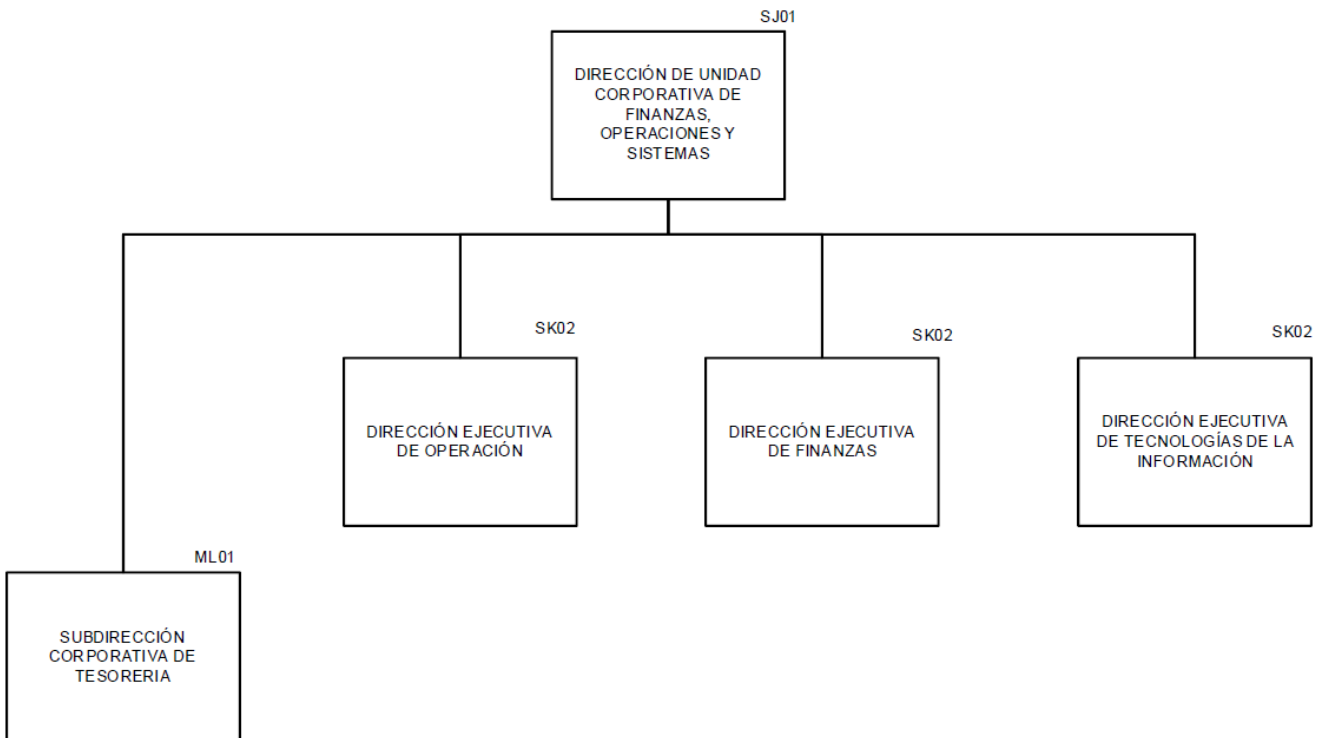 SJ01
DIRECCIÓN DE UNIDAD
CORPORATIVA DE
FINANZAS,
OPERACIONES Y
SISTEMAS
SK02
DIRECCIÓN EJECUTIVA
DE OPERACIÓN
SK02
DIRECCIÓN EJECUTIVA
DE FINANZAS
SK02
DIRECCIÓN EJECUTIVA
DE TECNOLOGÍAS DE LA
INFORMACIÓN
ML01
SUBDIRECCIÓN
CORPORATIVA DE
TESORERIA